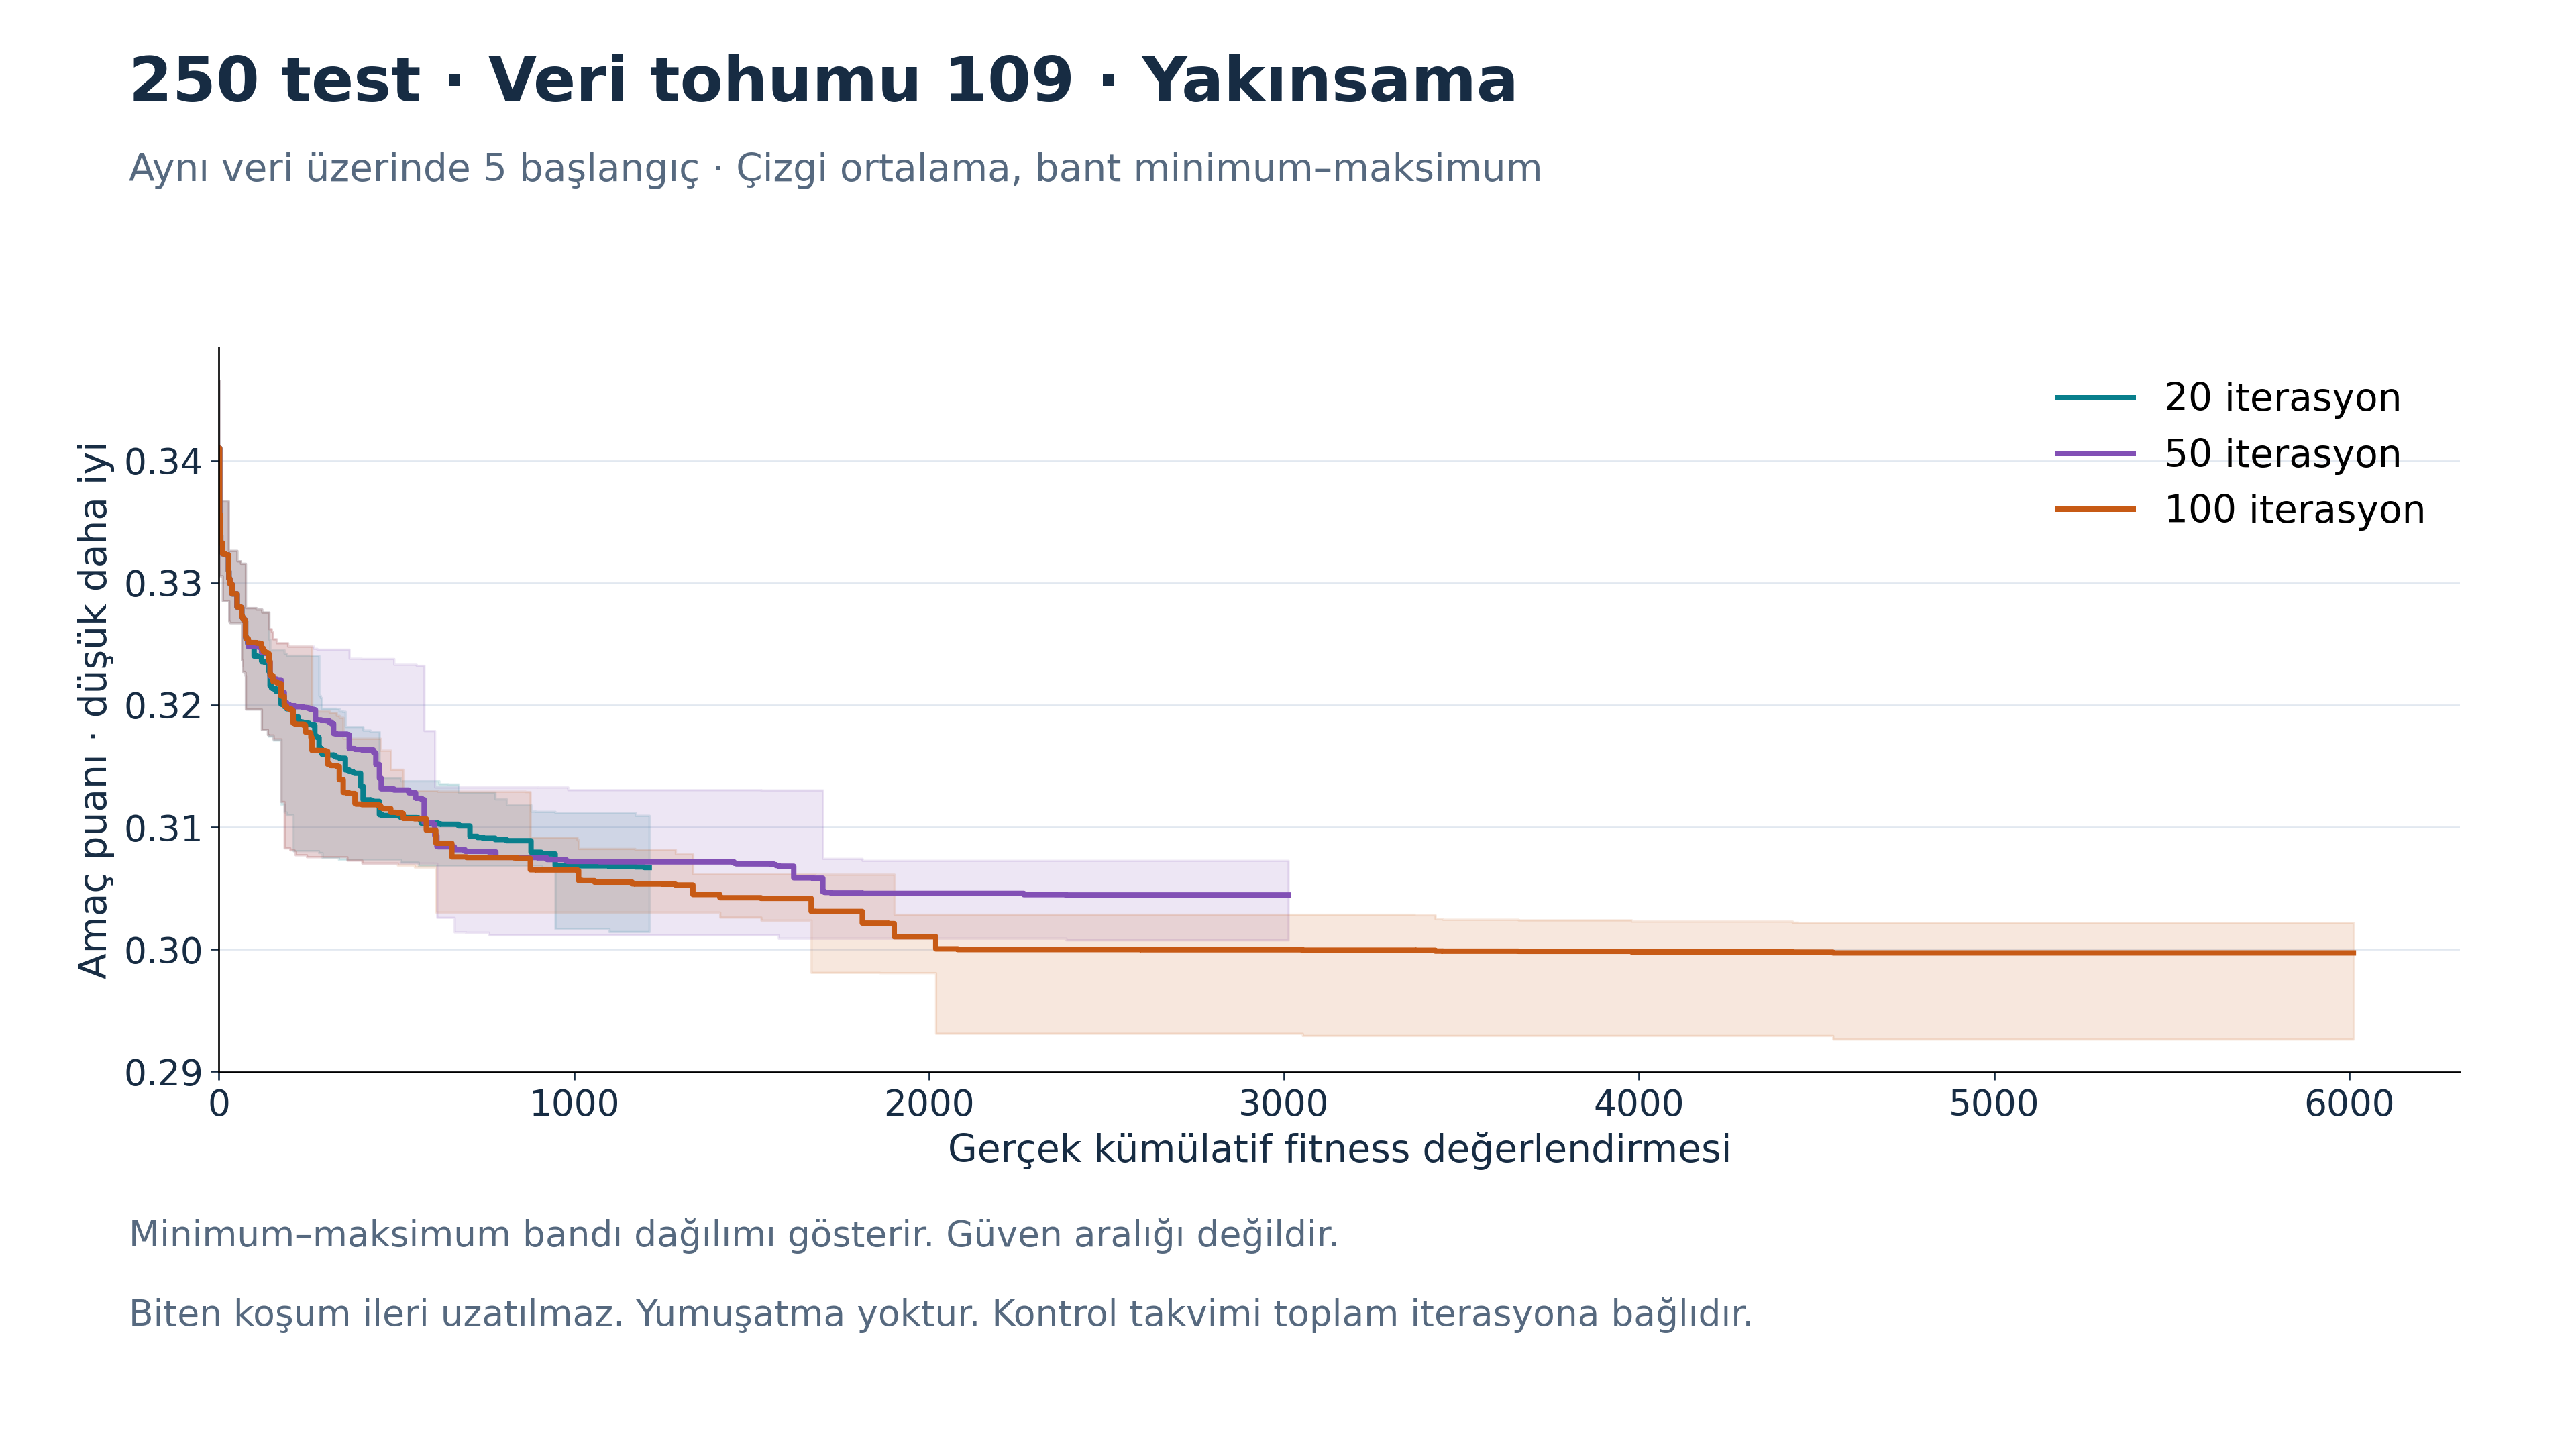 250 test · Veri tohumu 109 · Yakınsama
Aynı veri üzerinde 5 başlangıç · Çizgi ortalama, bant minimum–maksimum
20 iterasyon
50 iterasyon
100 iterasyon
Amaç puanı · düşük daha iyi
0.34
0.33
0.32
0.31
0.30
0.29
0 1000 2000 3000 4000 5000 6000
Gerçek kümülatif fitness değerlendirmesi
Minimum–maksimum bandı dağılımı gösterir. Güven aralığı değildir.
Biten koşum ileri uzatılmaz. Yumuşatma yoktur. Kontrol takvimi toplam iterasyona bağlıdır.